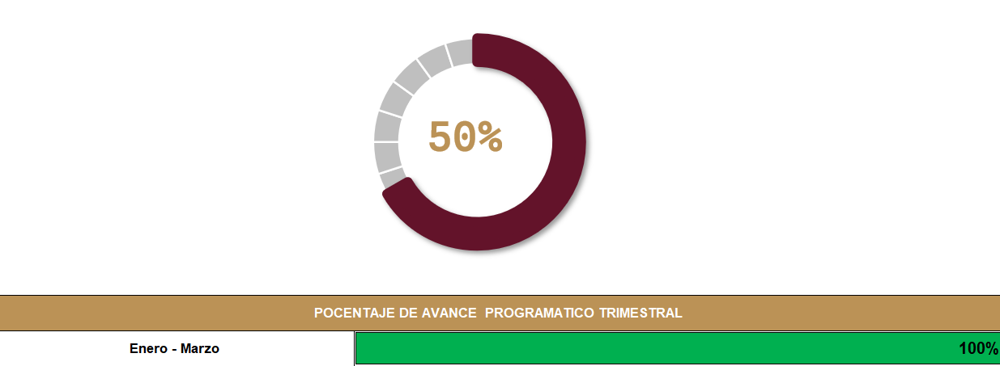 50%
POCENTAJE DE AVANCE  PROGRAMATICO TRIMESTRAL
Enero - Marzo
100%